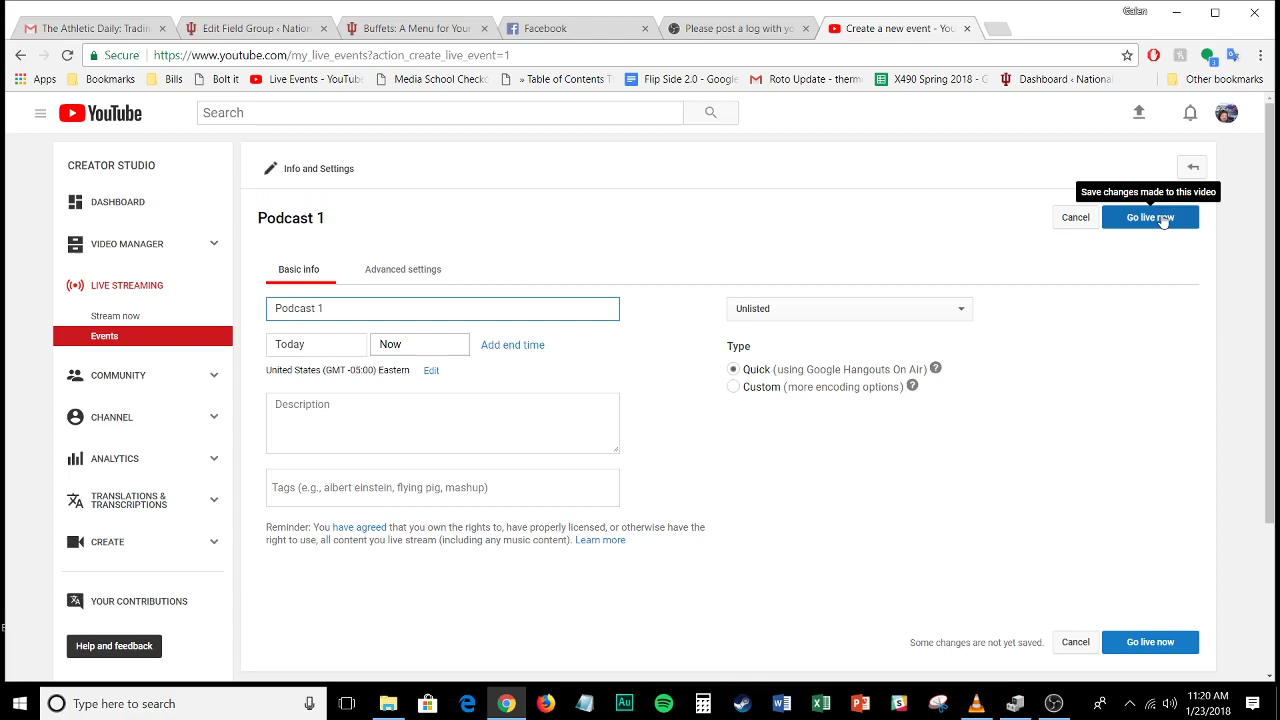 Galen
The Athletic Daily: Tradin
Edit Field Group ‹ Nation
Buffets: A Menu for Your
Facebook
Please post a log with yo
Create a new event - You
Secure
https://www.youtube.com/my_live_events?action_create_live_event=1
Apps
Bookmarks
Bills
Bolt it
Live Events - YouTube
Media School Checko
» Table of Contents T
Flip Side 2.0 - Goog
Roto Update - therm
X490 Spring 2018 - G
Dashboard ‹ National
Other bookmarks
YouTube
Search
CREATOR STUDIO
DASHBOARD
VIDEO MANAGER
LIVE STREAMING
Stream now
Events
COMMUNITY
CHANNEL
ANALYTICS
TRANSLATIONS &
TRANSCRIPTIONS
CREATE
YOUR CONTRIBUTIONS
Help and feedback
Info and Settings
Save changes made to this video
Podcast 1
Cancel
Go live now
Basic info
Advanced settings
Podcast 1
Unlisted
Today
Now
Add end time
United States (GMT -05:00) Eastern
Edit
Type
Quick (using Google Hangouts On Air)
Custom (more encoding options)
Description
Tags (e.g., albert einstein, flying pig, mashup)
Reminder: You have agreed that you own the rights to, have properly licensed, or otherwise have the
right to use, all content you live stream (including any music content). Learn more
Some changes are not yet saved.
Cancel
Go live now
Type here to search
11:20 AM
1/23/2018